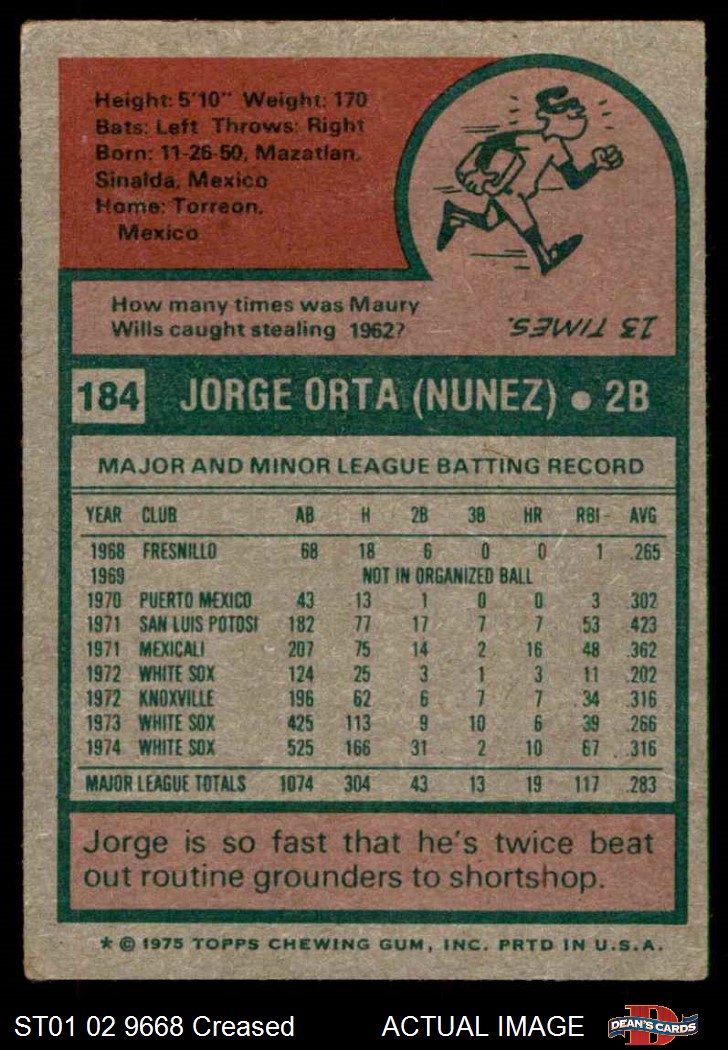 Height: 5'10" Weight: 170
Bats: Left Throws: Right
Born: 11-26-50, Mazatlan,
Sinalda, Mexico
Home: Torreon,
Mexico
How many times was Maury
Wills caught stealing 1962?
13 TIMES.
184 JORGE ORTA (NUNEZ) • 2B
MAJOR AND MINOR LEAGUE BATTING RECORD
YEAR CLUB AB H 2B 3B HR RBI AVG
1968 FRESNILLO 68 18 6 0 0 1 .265
1969 NOT IN ORGANIZED BALL
1970 PUERTO MEXICO 43 13 1 0 0 3 .302
1971 SAN LUIS POTOSI 182 77 17 7 7 53 .423
1971 MEXICALI 207 75 14 2 16 48 .362
1972 WHITE SOX 124 25 3 1 3 11 .202
1972 KNOXVILLE 196 62 6 7 7 34 .316
1973 WHITE SOX 425 113 9 10 6 39 .266
1974 WHITE SOX 525 166 31 2 10 67 .316
MAJOR LEAGUE TOTALS 1074 304 43 13 19 117 .283
Jorge is so fast that he's twice beat
out routine grounders to shortshop.
* © 1975 TOPPS CHEWING GUM, INC. PRTD IN U.S.A.
ST01 02 9668 Creased ACTUAL IMAGE
DEAN'S CARDS